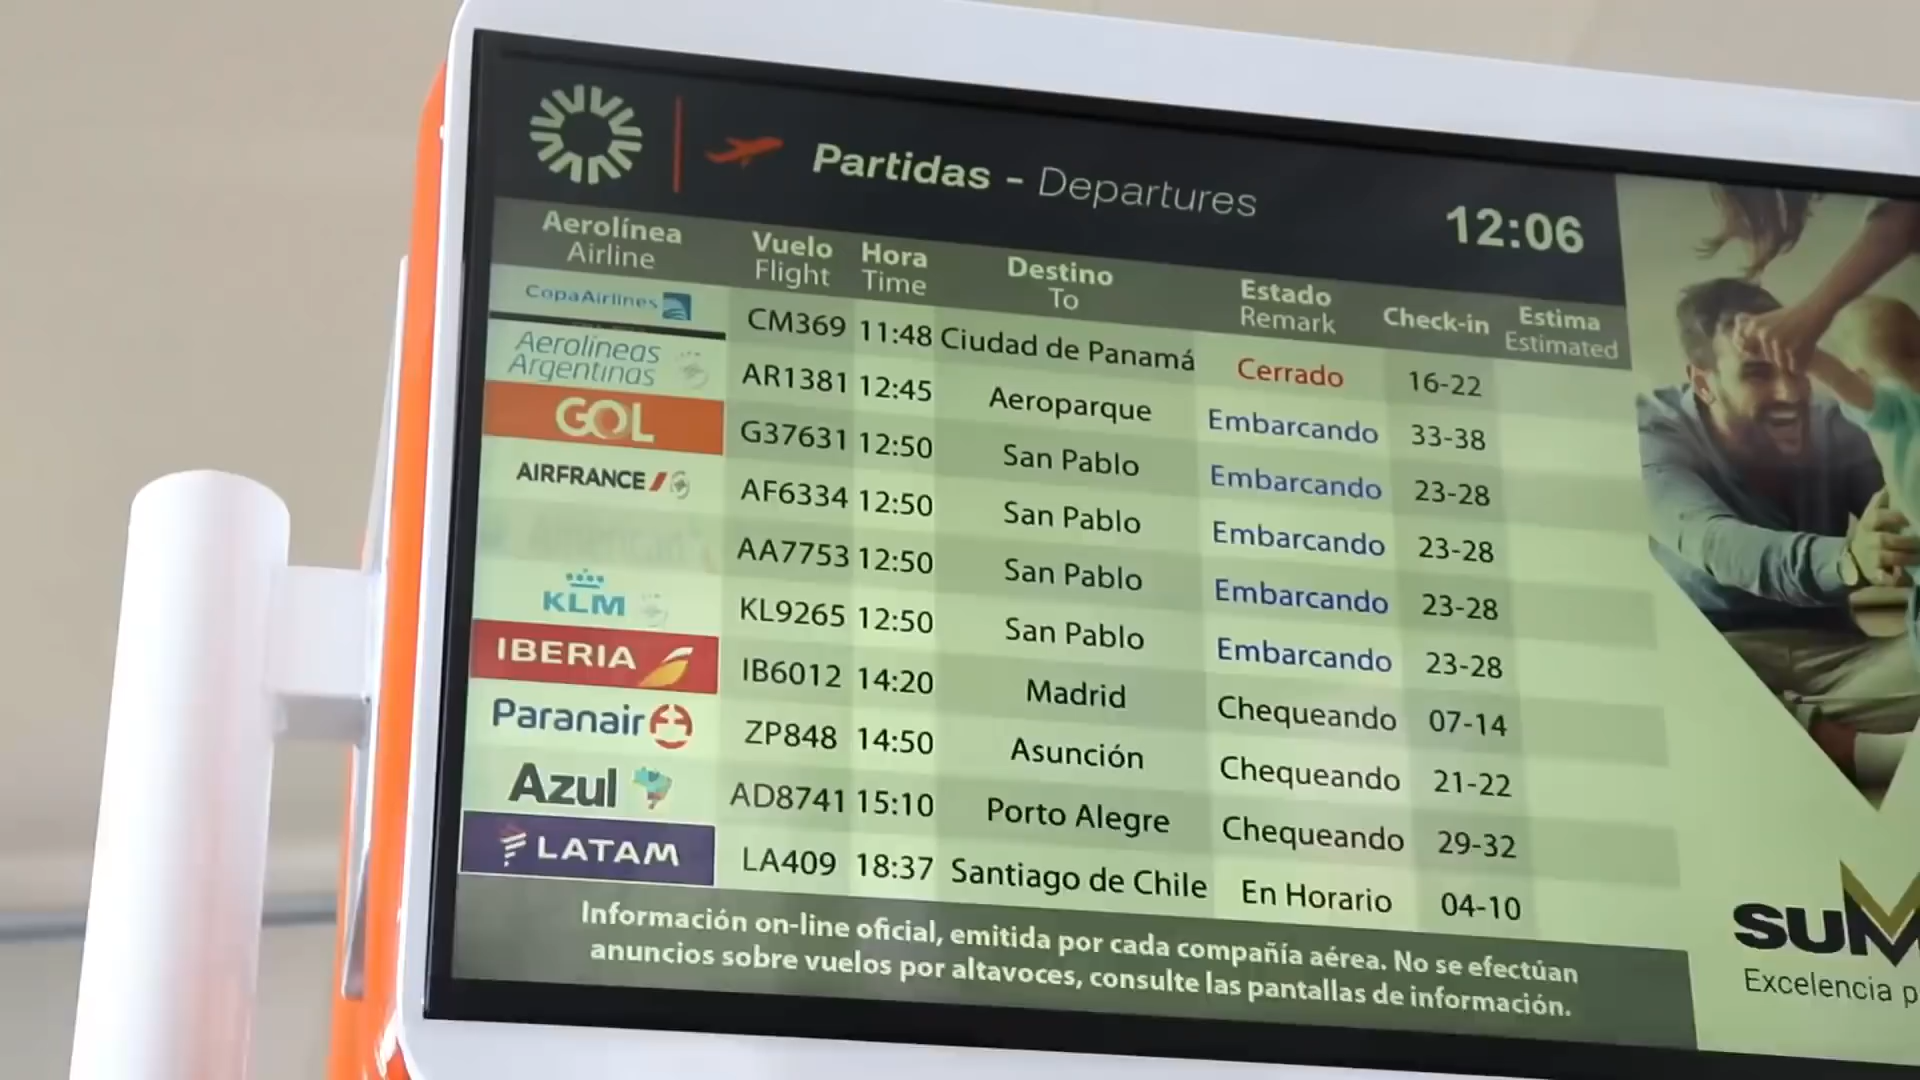 Partidas - Departures
12:06
Aerolínea Vuelo Hora Destino Estado Check-in Estima
Airline Flight Time To Remark Estimated
CopaAirlines CM369 11:48 Ciudad de Panamá Cerrado 16-22
Aerolíneas Argentinas AR1381 12:45 Aeroparque Embarcando 33-38
GOL G37631 12:50 San Pablo Embarcando 23-28
AIRFRANCE AF6334 12:50 San Pablo Embarcando 23-28
AA7753 12:50 San Pablo Embarcando 23-28
KLM KL9265 12:50 San Pablo Embarcando 23-28
IBERIA IB6012 14:20 Madrid Chequeando 07-14
Paranair ZP848 14:50 Asunción Chequeando 21-22
Azul AD8741 15:10 Porto Alegre Chequeando 29-32
LATAM LA409 18:37 Santiago de Chile En Horario 04-10
Información on-line oficial, emitida por cada compañía aérea. No se efectúan
anuncios sobre vuelos por altavoces, consulte las pantallas de información.
SUM
Excelencia p